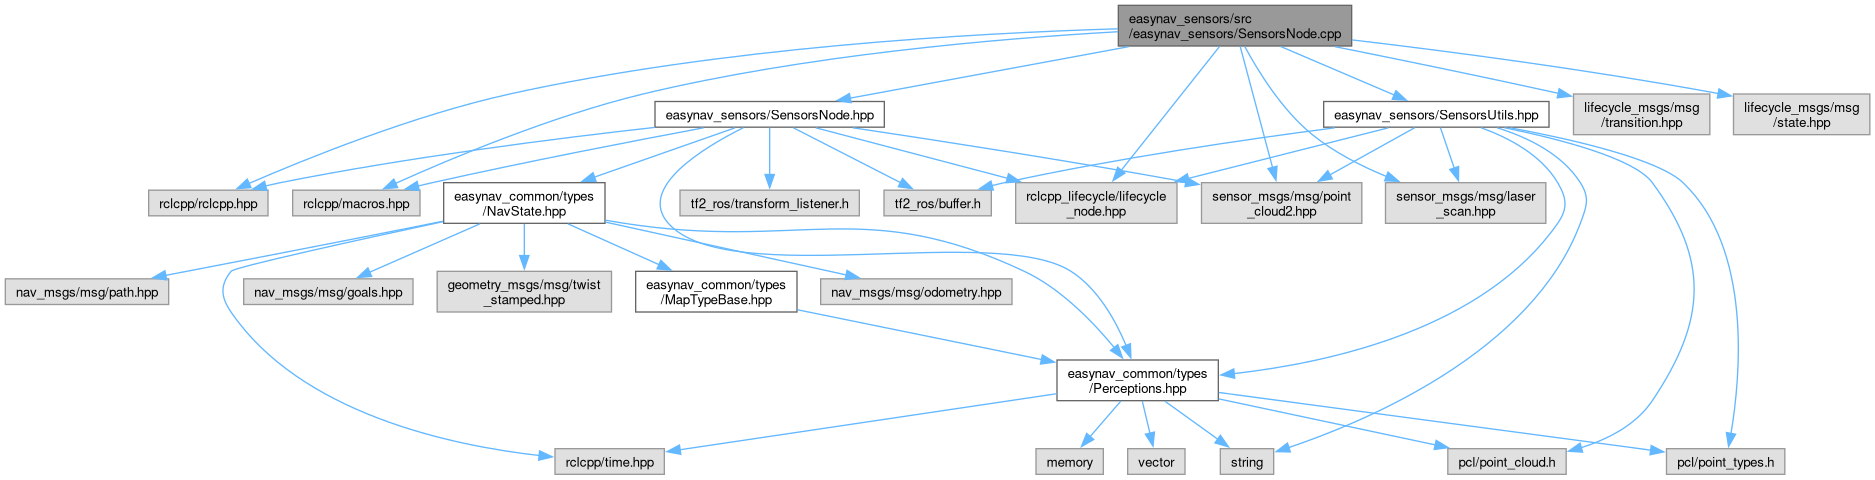 easynav_sensors/src
/easynav_sensors/SensorsNode.cpp
easynav_sensors/SensorsNode.hpp
easynav_sensors/SensorsUtils.hpp
lifecycle_msgs/msg
/transition.hpp
lifecycle_msgs/msg
/state.hpp
rclcpp/rclcpp.hpp
rclcpp/macros.hpp
easynav_common/types
/NavState.hpp
tf2_ros/transform_listener.h
tf2_ros/buffer.h
rclcpp_lifecycle/lifecycle
_node.hpp
sensor_msgs/msg/point
_cloud2.hpp
sensor_msgs/msg/laser
_scan.hpp
nav_msgs/msg/path.hpp
nav_msgs/msg/goals.hpp
geometry_msgs/msg/twist
_stamped.hpp
easynav_common/types
/MapTypeBase.hpp
nav_msgs/msg/odometry.hpp
easynav_common/types
/Perceptions.hpp
rclcpp/time.hpp
memory
vector
string
pcl/point_cloud.h
pcl/point_types.h